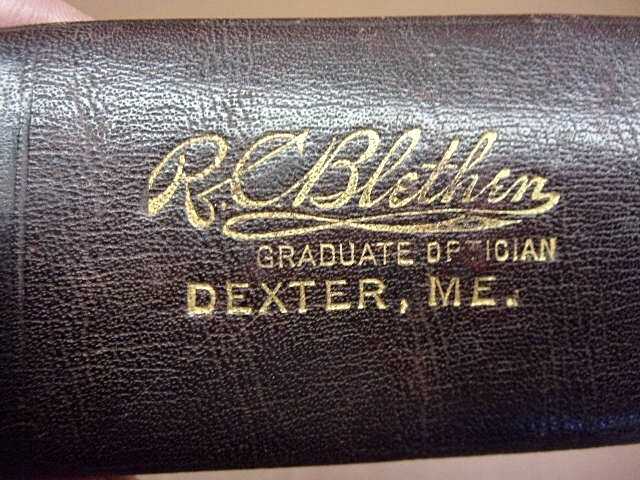 R. C. Blethen
GRADUATE OPTICIAN
DEXTER, ME.